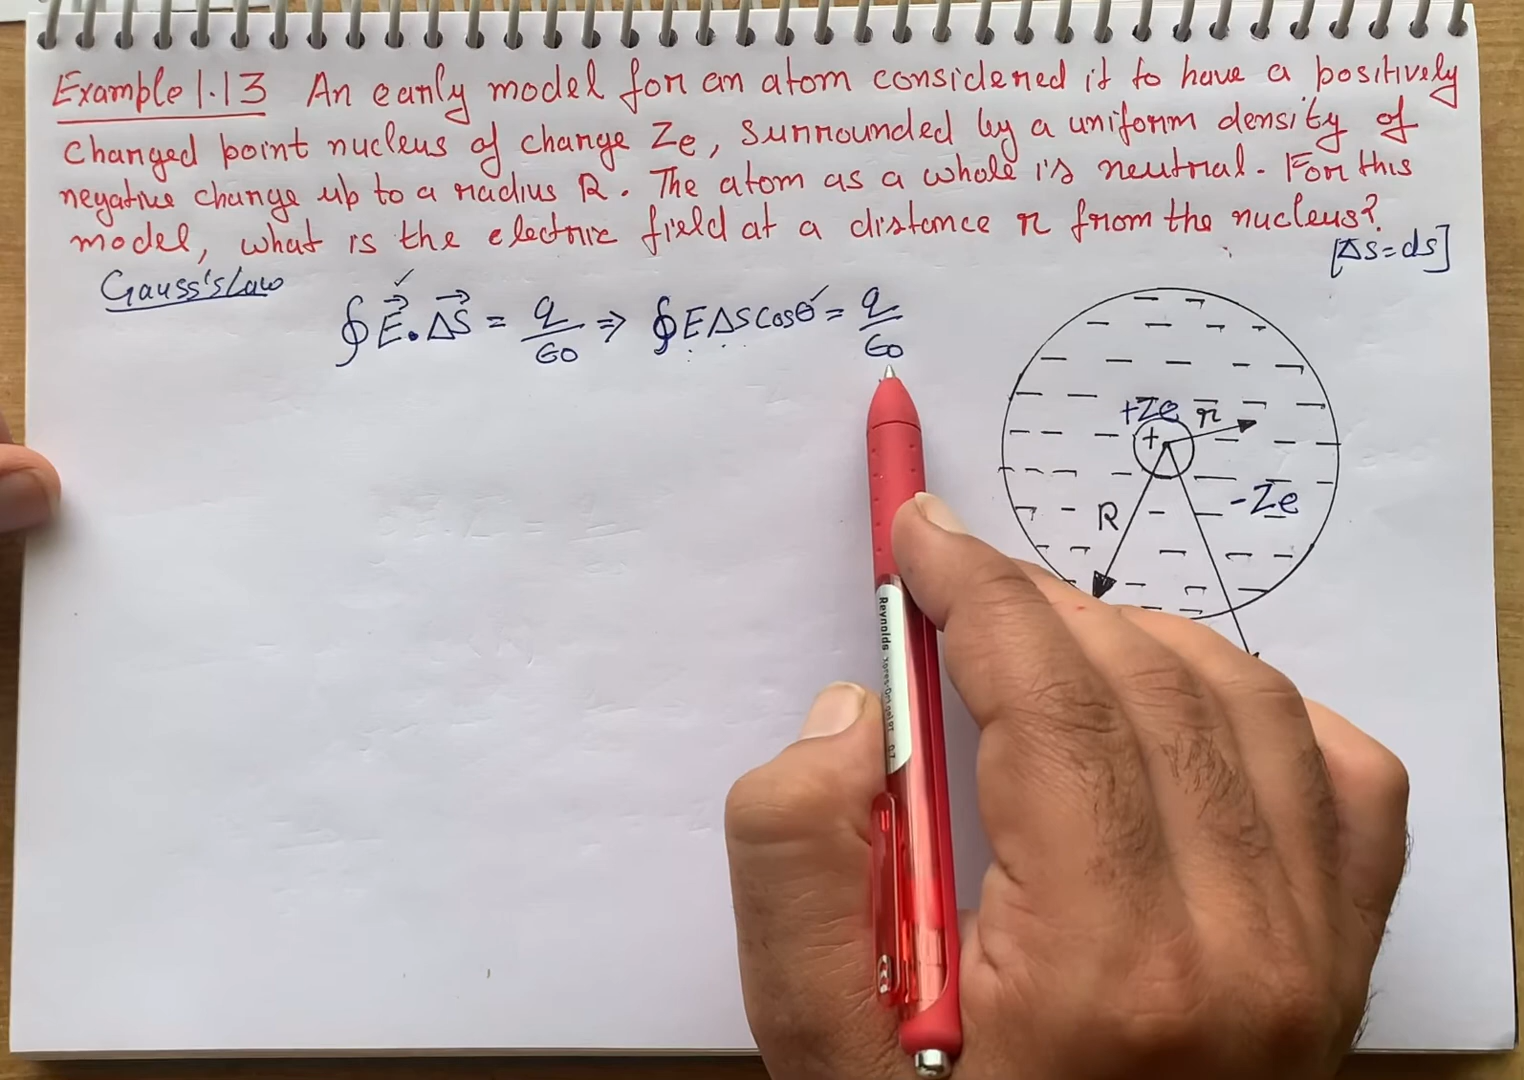 Example 1.13 An early model for an atom considered it to have a positively
charged point nucleus of charge Ze, surrounded by a uniform density of
negative charge up to a radius R. The atom as a whole is neutral. For this
model, what is the electric field at a distance r from the nucleus?
[ΔS=ds]
Gauss's Law
∮E⃗.ΔS⃗ = q/ϵ0 ⇒ ∮EΔS cosθ = q/ϵ0
+Ze r
+
-Ze
R
Reynolds